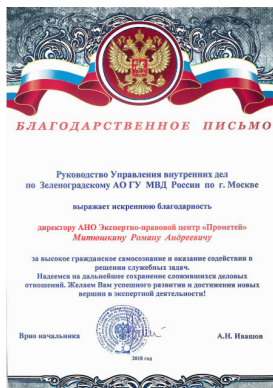 БЛАГОДАРСТВЕННОЕ ПИСЬМО
Руководство Управления внутренних дел
по Зеленоградскому АО ГУ МВД России по г. Москве
выражает искреннюю благодарность
директору АНО Экспертно-правовой центр «Прометей»
Митюшкину Роману Андреевичу
за высокое гражданское самосознание и оказание содействия в
решении служебных задач.
Надеемся на дальнейшее сохранение сложившихся деловых
отношений. Желаем Вам успешного развития и достижения новых
вершин в экспертной деятельности!
Врио начальника
А.Н. Ивашов
2018 год